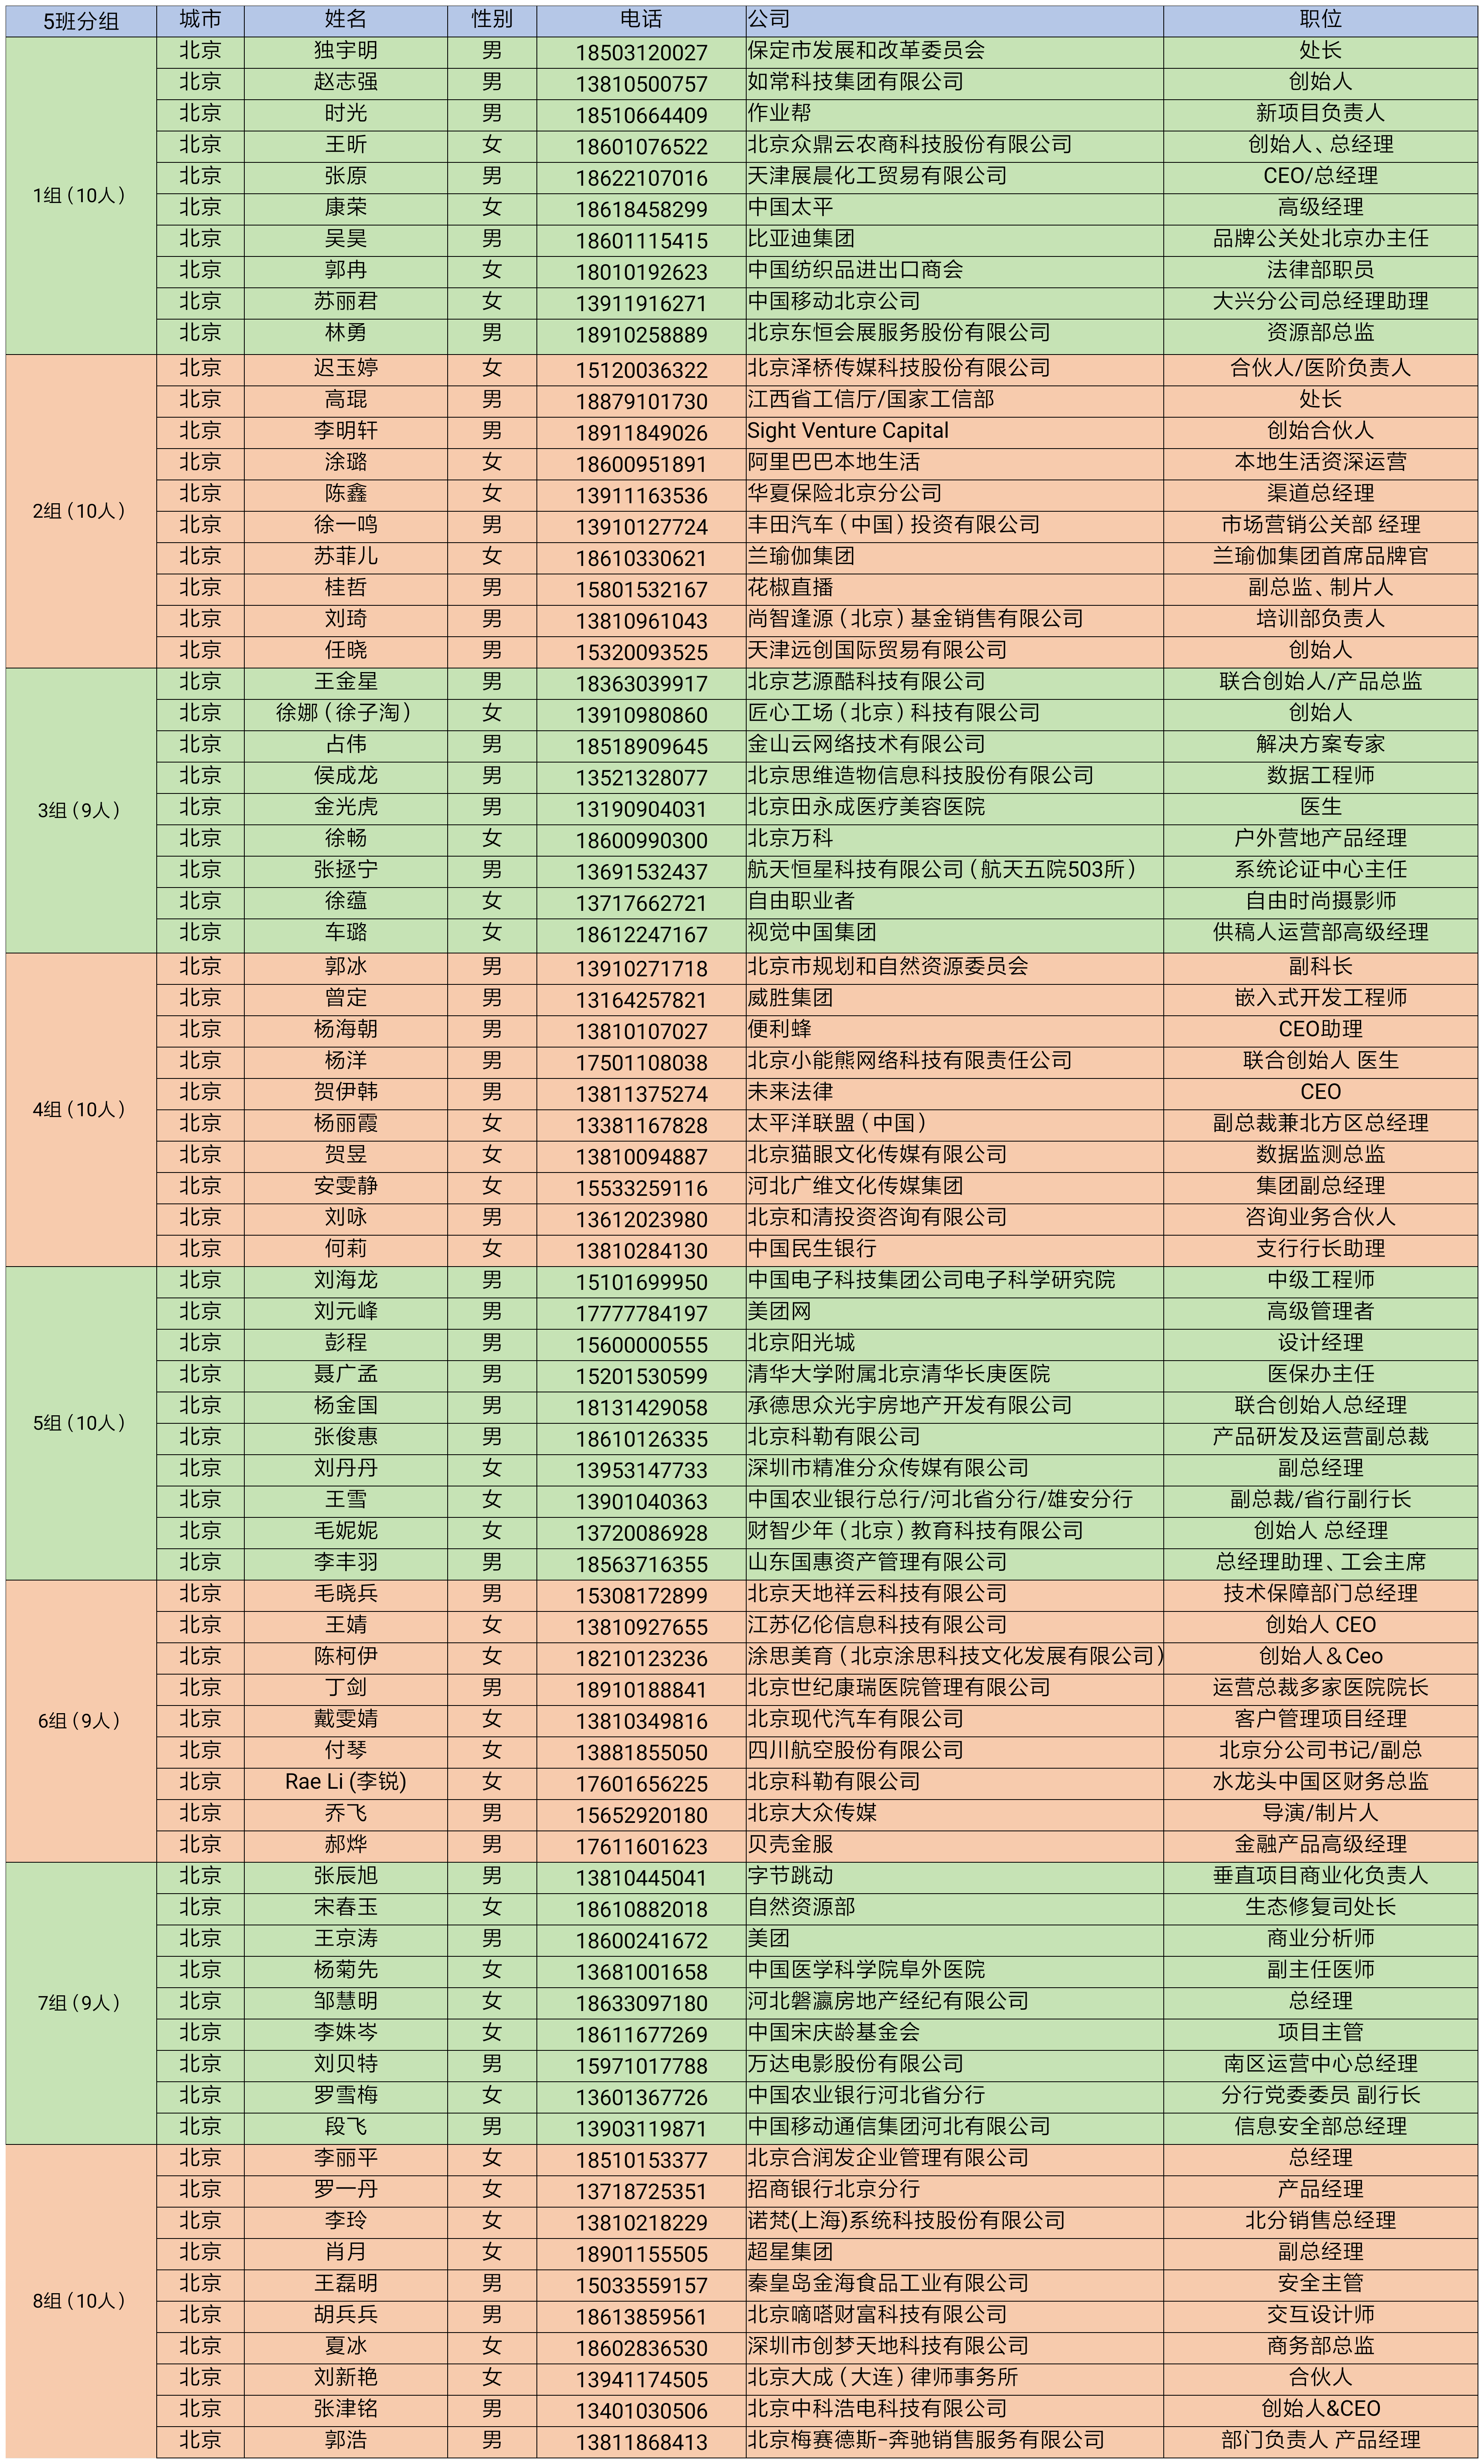 5班分组 城市 姓名 性别 电话 公司 职位
1组（10人）
北京 独宇明 男 18503120027 保定市发展和改革委员会 处长
北京 赵志强 男 13810500757 如常科技集团有限公司 创始人
北京 时光 男 18510664409 作业帮 新项目负责人
北京 王昕 女 18601076522 北京众鼎云农商科技股份有限公司 创始人、总经理
北京 张原 男 18622107016 天津展晨化工贸易有限公司 CEO/总经理
北京 康荣 女 18618458299 中国太平 高级经理
北京 吴昊 男 18601115415 比亚迪集团 品牌公关处北京办主任
北京 郭冉 女 18010192623 中国纺织品进出口商会 法律部职员
北京 苏丽君 女 13911916271 中国移动北京公司 大兴分公司总经理助理
北京 林勇 男 18910258889 北京东恒会展服务股份有限公司 资源部总监
2组（10人）
北京 迟玉婷 女 15120036322 北京泽桥传媒科技股份有限公司 合伙人/医阶负责人
北京 高琨 男 18879101730 江西省工信厅/国家工信部 处长
北京 李明轩 男 18911849026 Sight Venture Capital 创始合伙人
北京 涂璐 女 18600951891 阿里巴巴本地生活 本地生活资深运营
北京 陈鑫 女 13911163536 华夏保险北京分公司 渠道总经理
北京 徐一鸣 男 13910127724 丰田汽车（中国）投资有限公司 市场营销公关部 经理
北京 苏菲儿 女 18610330621 兰瑜伽集团 兰瑜伽集团首席品牌官
北京 桂哲 男 15801532167 花椒直播 副总监、制片人
北京 刘琦 男 13810961043 尚智逢源（北京）基金销售有限公司 培训部负责人
北京 任晓 男 15320093525 天津远创国际贸易有限公司 创始人
3组（9人）
北京 王金星 男 18363039917 北京艺源酷科技有限公司 联合创始人/产品总监
北京 徐娜（徐子淘） 女 13910980860 匠心工场（北京）科技有限公司 创始人
北京 占伟 男 18518909645 金山云网络技术有限公司 解决方案专家
北京 侯成龙 男 13521328077 北京思维造物信息科技股份有限公司 数据工程师
北京 金光虎 男 13190904031 北京田永成医疗美容医院 医生
北京 徐畅 女 18600990300 北京万科 户外营地产品经理
北京 张拯宁 男 13691532437 航天恒星科技有限公司（航天五院503所） 系统论证中心主任
北京 徐蕴 女 13717662721 自由职业者 自由时尚摄影师
北京 车璐 女 18612247167 视觉中国集团 供稿人运营部高级经理
4组（10人）
北京 郭冰 男 13910271718 北京市规划和自然资源委员会 副科长
北京 曾定 男 13164257821 威胜集团 嵌入式开发工程师
北京 杨海朝 男 13810107027 便利蜂 CEO助理
北京 杨洋 男 17501108038 北京小能熊网络科技有限责任公司 联合创始人 医生
北京 贺伊韩 男 13811375274 未来法律 CEO
北京 杨丽霞 女 13381167828 太平洋联盟（中国） 副总裁兼北方区总经理
北京 贺昱 女 13810094887 北京猫眼文化传媒有限公司 数据监测总监
北京 安雯静 女 15533259116 河北广维文化传媒集团 集团副总经理
北京 刘咏 男 13612023980 北京和清投资咨询有限公司 咨询业务合伙人
北京 何莉 女 13810284130 中国民生银行 支行行长助理
5组（10人）
北京 刘海龙 男 15101699950 中国电子科技集团公司电子科学研究院 中级工程师
北京 刘元峰 男 17777784197 美团网 高级管理者
北京 彭程 男 15600000555 北京阳光城 设计经理
北京 聂广孟 男 15201530599 清华大学附属北京清华长庚医院 医保办主任
北京 杨金国 男 18131429058 承德思众光宇房地产开发有限公司 联合创始人总经理
北京 张俊惠 男 18610126335 北京科勒有限公司 产品研发及运营副总裁
北京 刘丹丹 女 13953147733 深圳市精准分众传媒有限公司 副总经理
北京 王雪 女 13901040363 中国农业银行总行/河北省分行/雄安分行 副总裁/省行副行长
北京 毛妮妮 女 13720086928 财智少年（北京）教育科技有限公司 创始人 总经理
北京 李丰羽 男 18563716355 山东国惠资产管理有限公司 总经理助理、工会主席
6组（9人）
北京 毛晓兵 男 15308172899 北京天地祥云科技有限公司 技术保障部门总经理
北京 王婧 女 13810927655 江苏亿伦信息科技有限公司 创始人 CEO
北京 陈柯伊 女 18210123236 涂思美育（北京涂思科技文化发展有限公司） 创始人＆Ceo
北京 丁剑 男 18910188841 北京世纪康瑞医院管理有限公司 运营总裁多家医院院长
北京 戴雯婧 女 13810349816 北京现代汽车有限公司 客户管理项目经理
北京 付琴 女 13881855050 四川航空股份有限公司 北京分公司书记/副总
北京 Rae Li (李锐) 女 17601656225 北京科勒有限公司 水龙头中国区财务总监
北京 乔飞 男 15652920180 北京大众传媒 导演/制片人
北京 郝烨 男 17611601623 贝壳金服 金融产品高级经理
7组（9人）
北京 张辰旭 男 13810445041 字节跳动 垂直项目商业化负责人
北京 宋春玉 女 18610882018 自然资源部 生态修复司处长
北京 王京涛 男 18600241672 美团 商业分析师
北京 杨菊先 女 13681001658 中国医学科学院阜外医院 副主任医师
北京 邹慧明 女 18633097180 河北磐瀛房地产经纪有限公司 总经理
北京 李姝岑 女 18611677269 中国宋庆龄基金会 项目主管
北京 刘贝特 男 15971017788 万达电影股份有限公司 南区运营中心总经理
北京 罗雪梅 女 13601367726 中国农业银行河北省分行 分行党委委员 副行长
北京 段飞 男 13903119871 中国移动通信集团河北有限公司 信息安全部总经理
8组（10人）
北京 李丽平 女 18510153377 北京合润发企业管理有限公司 总经理
北京 罗一丹 女 13718725351 招商银行北京分行 产品经理
北京 李玲 女 13810218229 诺梵(上海)系统科技股份有限公司 北分销售总经理
北京 肖月 女 18901155505 超星集团 副总经理
北京 王磊明 男 15033559157 秦皇岛金海食品工业有限公司 安全主管
北京 胡兵兵 男 18613859561 北京嘀嗒财富科技有限公司 交互设计师
北京 夏冰 女 18602836530 深圳市创梦天地科技有限公司 商务部总监
北京 刘新艳 女 13941174505 北京大成（大连）律师事务所 合伙人
北京 张津铭 男 13401030506 北京中科浩电科技有限公司 创始人&CEO
北京 郭浩 男 13811868413 北京梅赛德斯-奔驰销售服务有限公司 部门负责人 产品经理